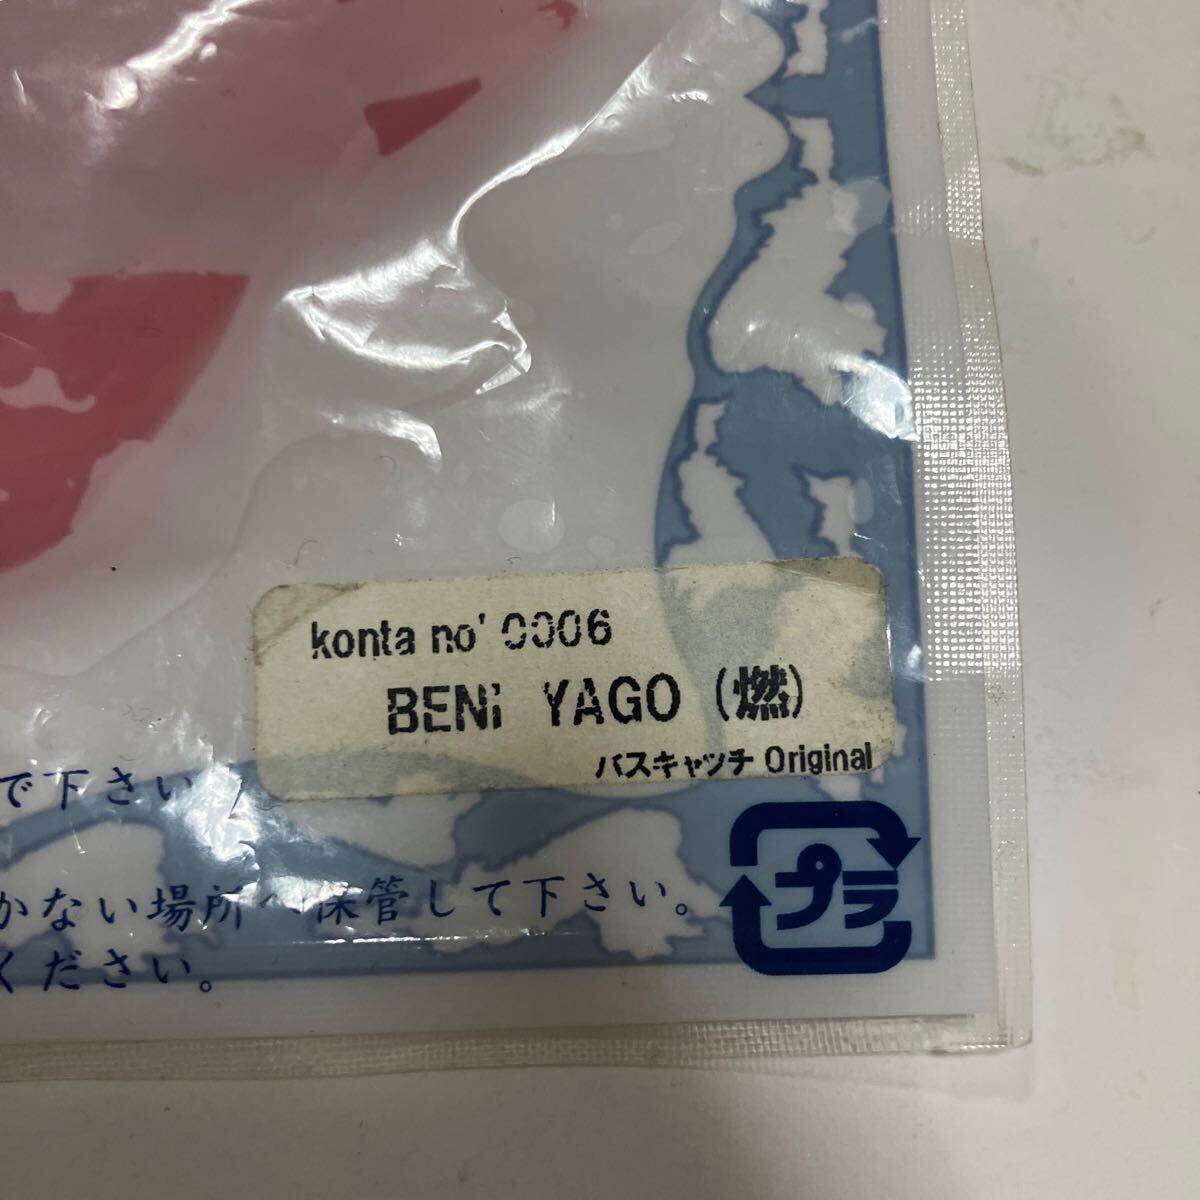 konta no' 0006
BENi YAGO (燃)
バスキャッチ Original
で下さい
プラ
かない場所へ保管して下さい。
ください。